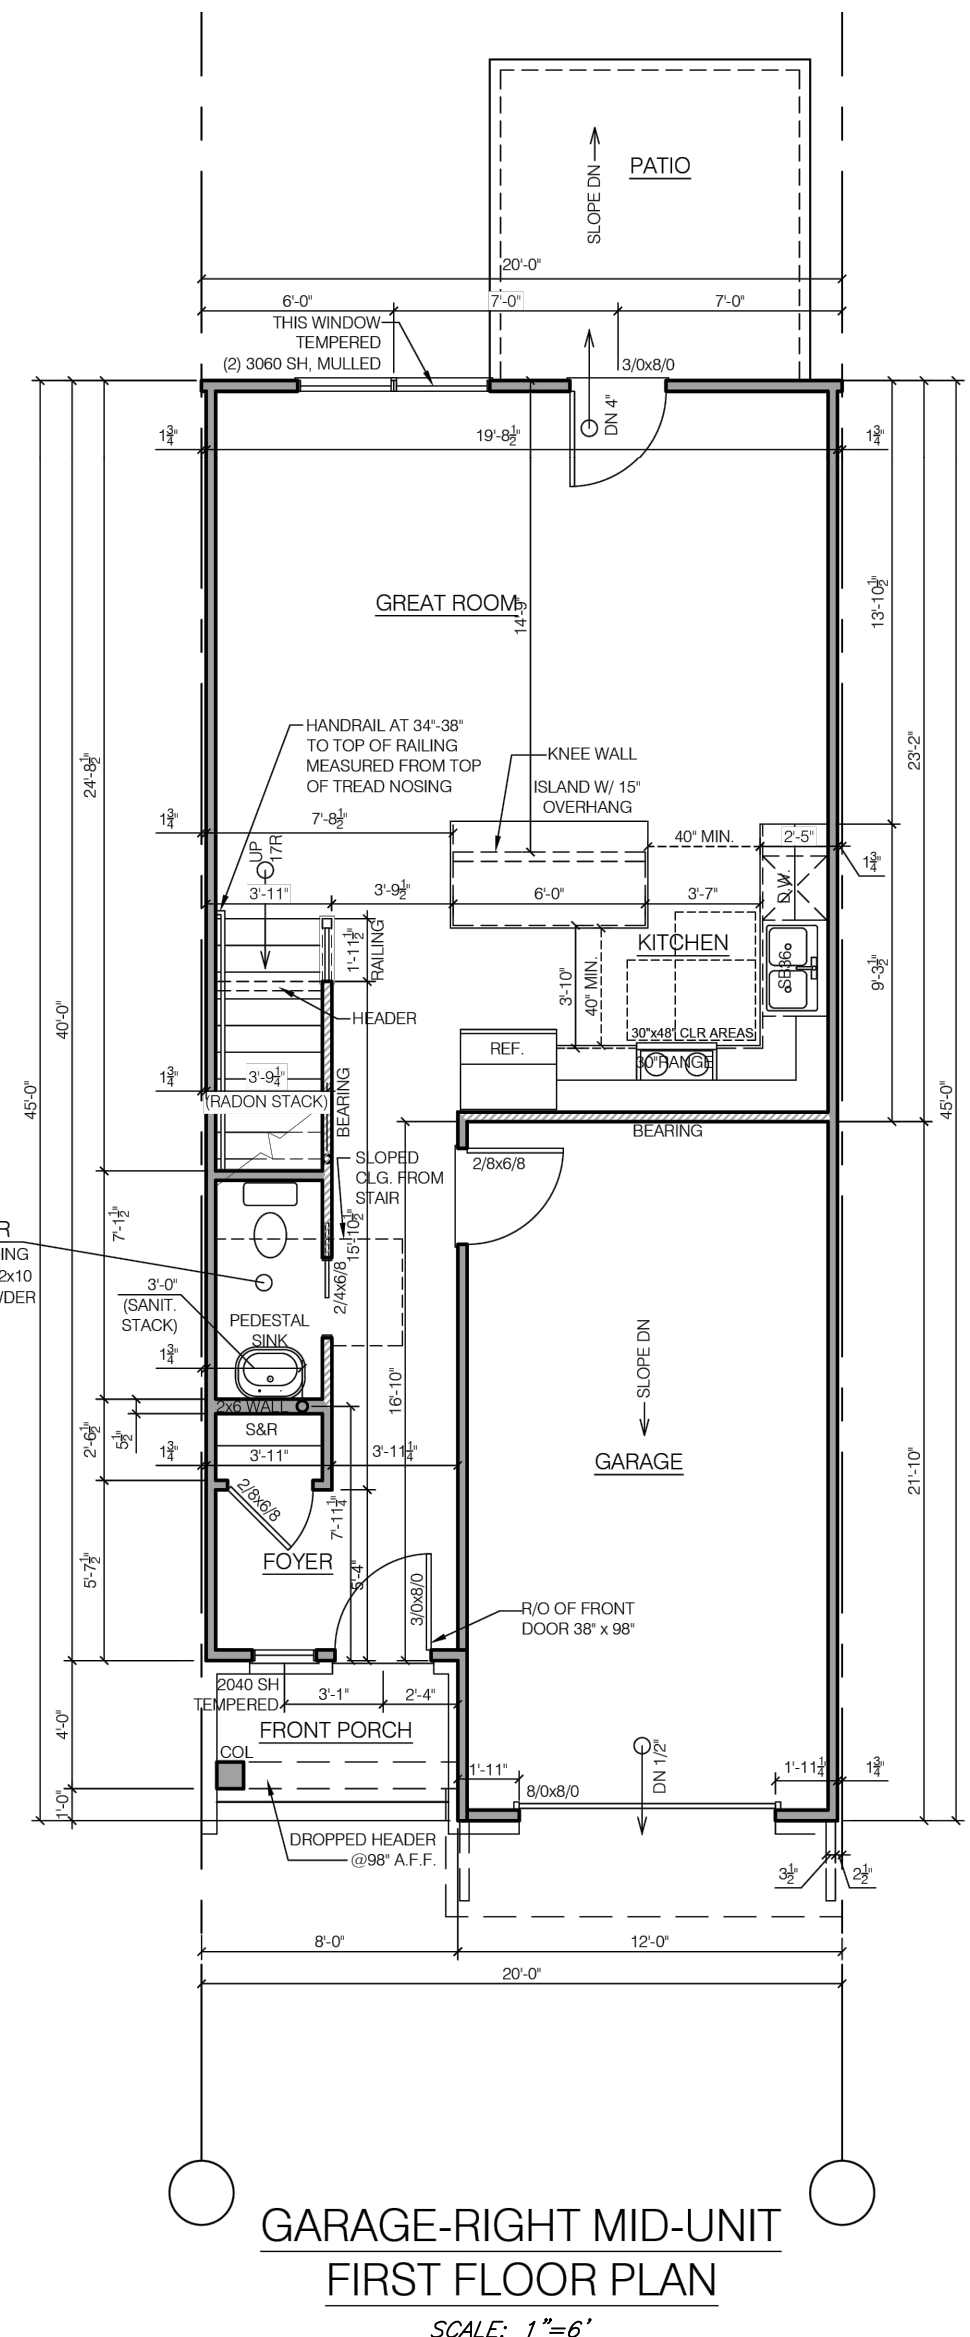 PATIO
SLOPE DN
20'-0"
6'-0"
7'-0"
7'-0"
THIS WINDOW
TEMPERED
(2) 3060 SH, MULLED
3/0x8/0
DN 4"
1¾"
19'-8½"
1¾"
GREAT ROOM
14'-9"
13'-10½"
HANDRAIL AT 34"-38"
TO TOP OF RAILING
MEASURED FROM TOP
OF TREAD NOSING
KNEE WALL
ISLAND W/ 15"
OVERHANG
24'-8½"
23'-2"
1¾"
7'-8½"
40" MIN.
2'-5"
1¾"
UP
17R
3'-11"
3'-9½"
6'-0"
3'-7"
D.W.
1'-11½"
RAILING
KITCHEN
3'-10"
40" MIN.
SB36
9'-3½"
HEADER
30"x48" CLR AREAS
REF.
30"RANGE
40'-0"
45'-0"
45'-0"
1¾"
3'-9¼"
(RADON STACK)
BEARING
BEARING
2/8x6/8
SLOPED
CLG. FROM
STAIR
7'-1½"
15'-10½"
R
ING
2x10
/DER
2/4x6/8
3'-0"
(SANIT.
STACK)
PEDESTAL
SINK
SLOPE DN
1¾"
16'-10"
2x6 WALL
2'-6½"
5½"
S&R
1¾"
3'-11"
3'-11¼"
GARAGE
21'-10"
2/8x6/8
7'-11¼"
FOYER
5'-7½"
5'-4"
3/0x8/0
R/O OF FRONT
DOOR 38" x 98"
2040 SH
TEMPERED
3'-1"
2'-4"
FRONT PORCH
4'-0"
COL
1'-11"
8/0x8/0
DN 1/2"
1'-11¼"
1¾"
1'-0"
DROPPED HEADER
@98" A.F.F.
3½"
2½"
8'-0"
12'-0"
20'-0"
GARAGE-RIGHT MID-UNIT
FIRST FLOOR PLAN
SCALE: 1"=6'